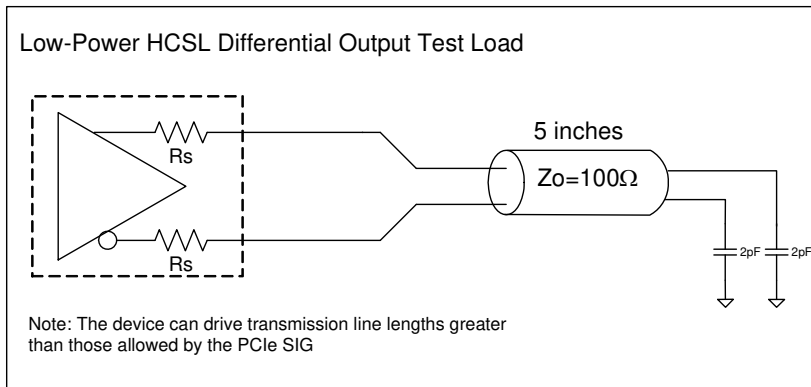 Low-Power HCSL Differential Output Test Load
Rs
5 inches
Zo=100Ω
Rs
2pF
2pF
Note: The device can drive transmission line lengths greater
than those allowed by the PCIe SIG